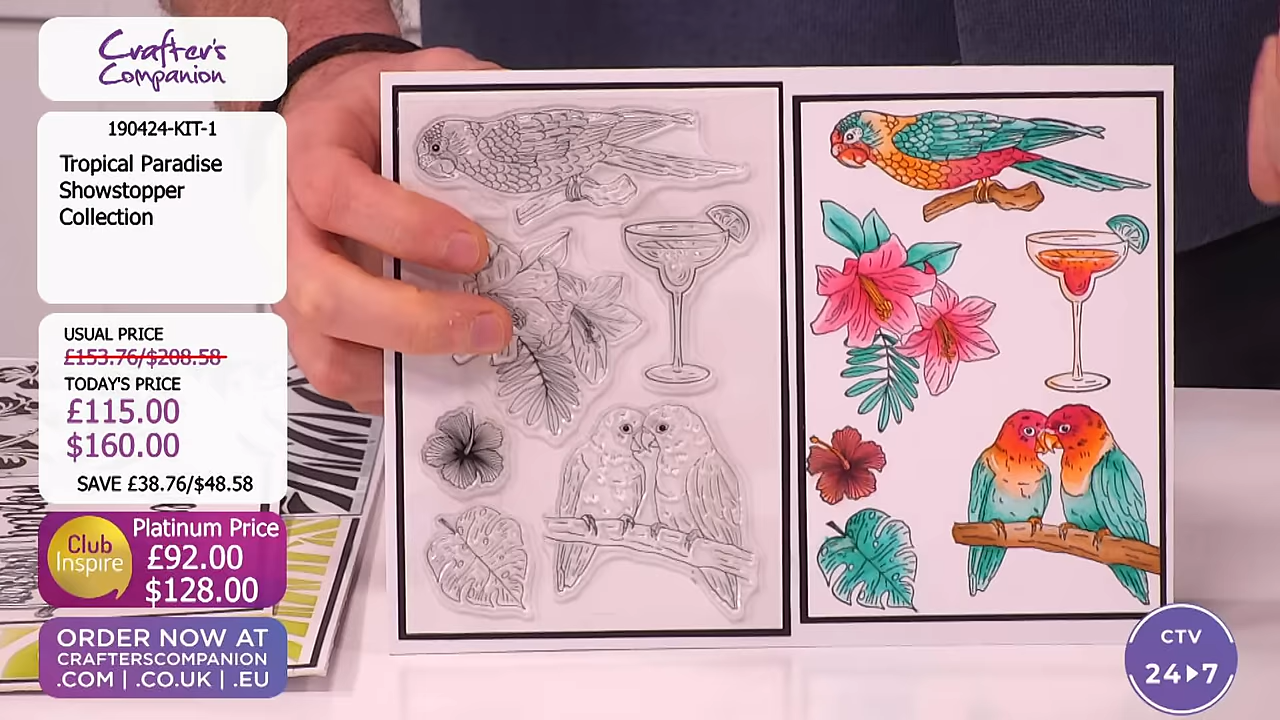 Crafter's
Companion
190424-KIT-1
Tropical Paradise
Showstopper
Collection
USUAL PRICE
£153.76/$208.58
TODAY'S PRICE
£115.00
$160.00
SAVE £38.76/$48.58
Club
Inspire
Platinum Price
£92.00
$128.00
ORDER NOW AT
CRAFTERSCOMPANION
.COM | .CO.UK | .EU
CTV
24▶7